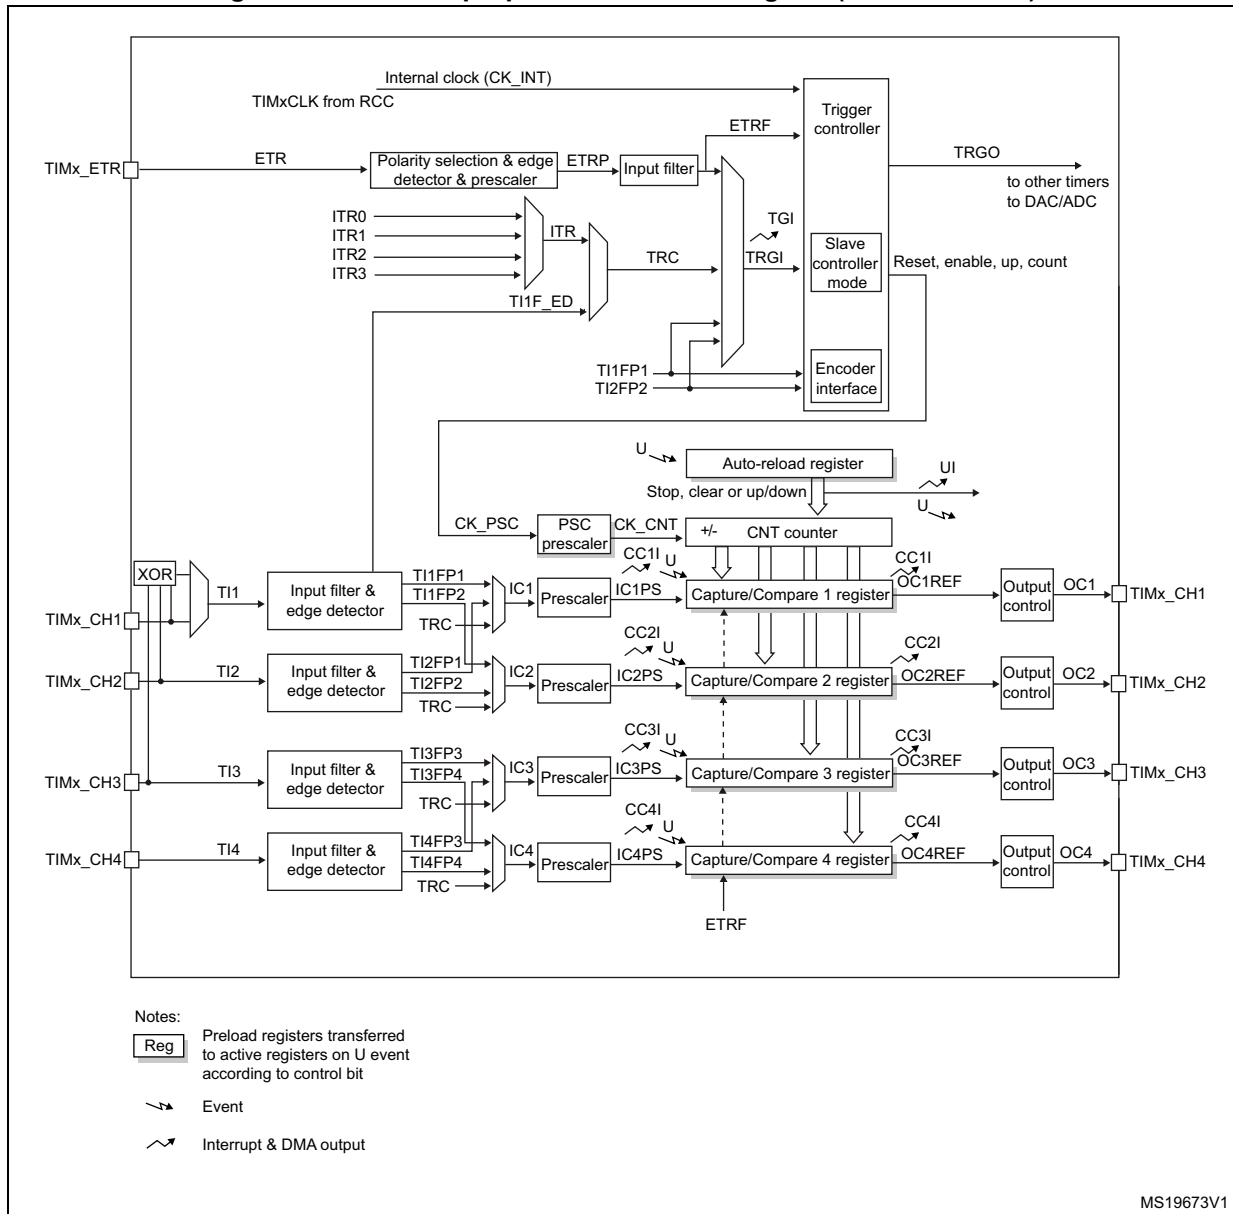 Internal clock (CK_INT)
TIMxCLK from RCC
Trigger
controller
ETRF
TIMx_ETR
ETR
Polarity selection & edge
detector & prescaler
ETRP
Input filter
TRGO
to other timers
to DAC/ADC
ITR0
ITR1
ITR2
ITR3
ITR
TRC
TGI
TRGI
Slave
controller
mode
Reset, enable, up, count
TI1F_ED
TI1FP1
TI2FP2
Encoder
interface
U
Auto-reload register
UI
Stop, clear or up/down
U
CK_PSC
PSC
prescaler
CK_CNT
+/-
CNT counter
XOR
TI1
TIMx_CH1
Input filter &
edge detector
TI1FP1
TI1FP2
TRC
IC1
Prescaler
CC1I
U
IC1PS
Capture/Compare 1 register
CC1I
OC1REF
Output
control
OC1
TIMx_CH1
TIMx_CH2
TI2
Input filter &
edge detector
TI2FP1
TI2FP2
TRC
IC2
Prescaler
CC2I
U
IC2PS
Capture/Compare 2 register
CC2I
OC2REF
Output
control
OC2
TIMx_CH2
TIMx_CH3
TI3
Input filter &
edge detector
TI3FP3
TI3FP4
TRC
IC3
Prescaler
CC3I
U
IC3PS
Capture/Compare 3 register
CC3I
OC3REF
Output
control
OC3
TIMx_CH3
TIMx_CH4
TI4
Input filter &
edge detector
TI4FP3
TI4FP4
TRC
IC4
Prescaler
CC4I
U
IC4PS
Capture/Compare 4 register
CC4I
OC4REF
Output
control
OC4
TIMx_CH4
ETRF
Notes:
Reg
Preload registers transferred
to active registers on U event
according to control bit
Event
Interrupt & DMA output
MS19673V1